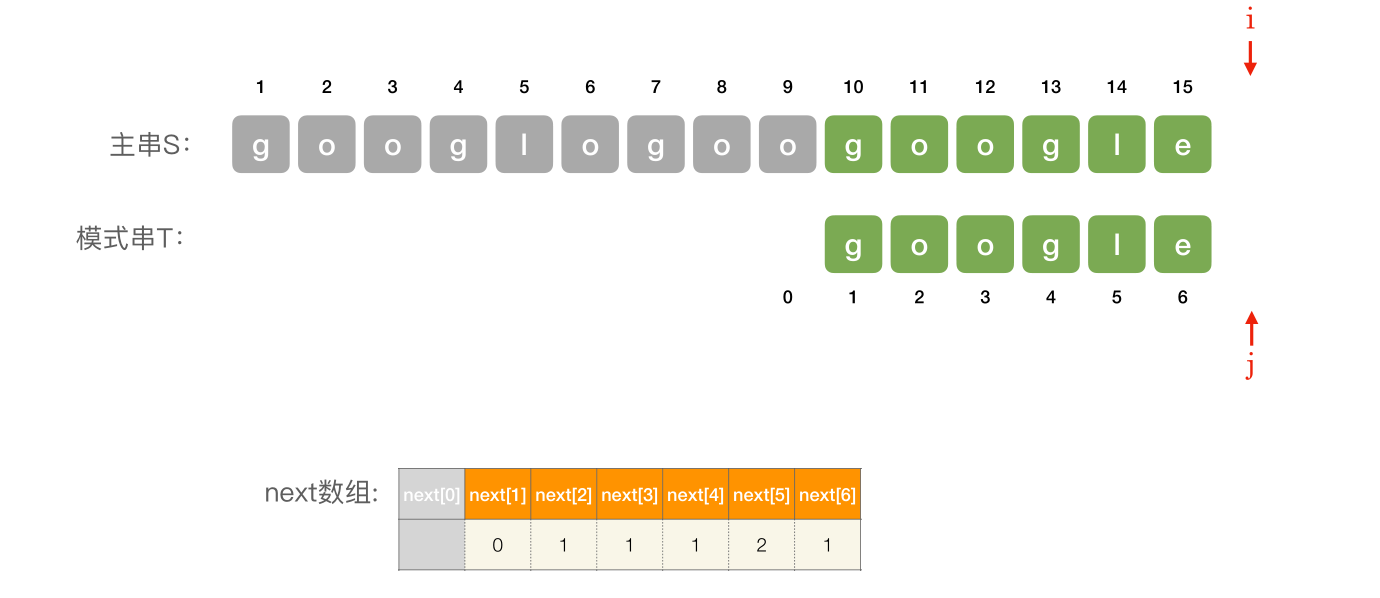 i
1 2 3 4 5 6 7 8 9 10 11 12 13 14 15
主串S: g o o g l o g o o g o o g l e
模式串T: g o o g l e
0 1 2 3 4 5 6
j
next数组: next[0] next[1] next[2] next[3] next[4] next[5] next[6]
0 1 1 1 2 1